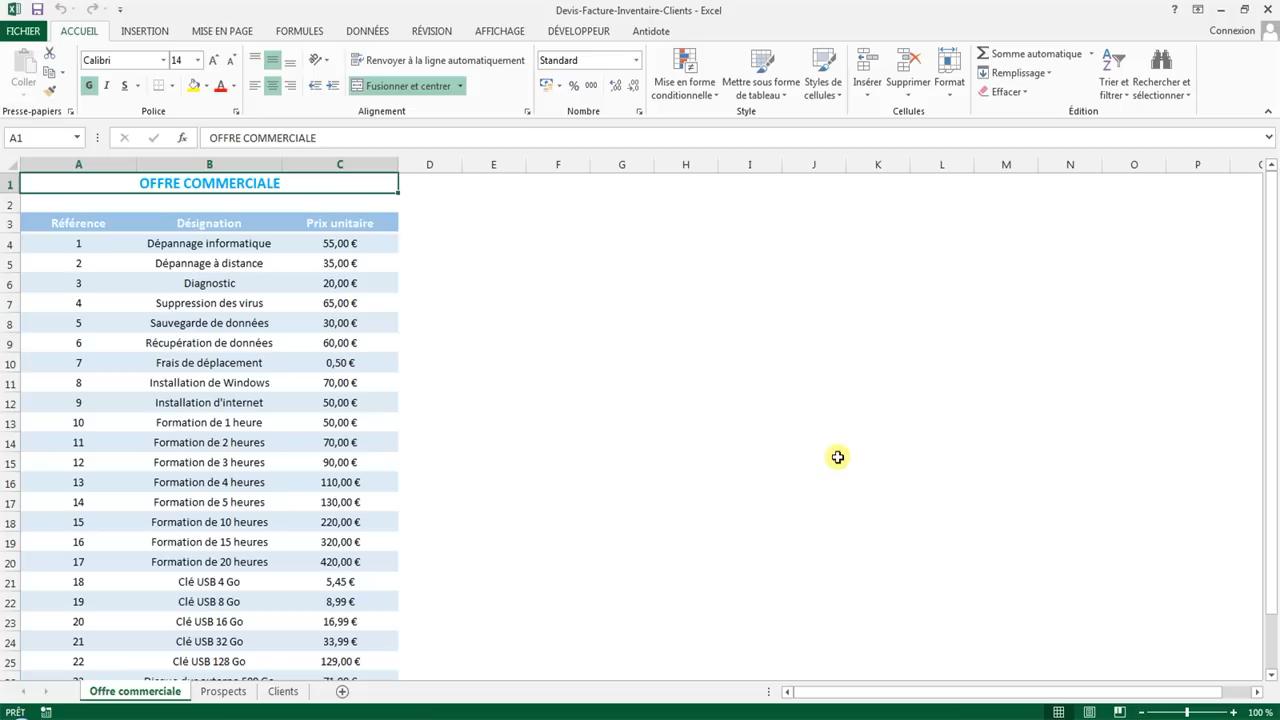 Devis-Facture-Inventaire-Clients - Excel
FICHIER ACCUEIL INSERTION MISE EN PAGE FORMULES DONNÉES RÉVISION AFFICHAGE DÉVELOPPEUR Antidote Connexion
Calibri 14 Renvoyer à la ligne automatiquement Standard Somme automatique
Remplissage
Coller G I S Fusionner et centrer % 000 Mise en forme conditionnelle Mettre sous forme de tableau Styles de cellules Insérer Supprimer Format Effacer Trier et filtrer Rechercher et sélectionner
Presse-papiers Police Alignement Nombre Style Cellules Édition
A1 fx OFFRE COMMERCIALE
A B C D E F G H I J K L M N O P
1 OFFRE COMMERCIALE
2
3 Référence Désignation Prix unitaire
4 1 Dépannage informatique 55,00 €
5 2 Dépannage à distance 35,00 €
6 3 Diagnostic 20,00 €
7 4 Suppression des virus 65,00 €
8 5 Sauvegarde de données 30,00 €
9 6 Récupération de données 60,00 €
10 7 Frais de déplacement 0,50 €
11 8 Installation de Windows 70,00 €
12 9 Installation d'internet 50,00 €
13 10 Formation de 1 heure 50,00 €
14 11 Formation de 2 heures 70,00 €
15 12 Formation de 3 heures 90,00 €
16 13 Formation de 4 heures 110,00 €
17 14 Formation de 5 heures 130,00 €
18 15 Formation de 10 heures 220,00 €
19 16 Formation de 15 heures 320,00 €
20 17 Formation de 20 heures 420,00 €
21 18 Clé USB 4 Go 5,45 €
22 19 Clé USB 8 Go 8,99 €
23 20 Clé USB 16 Go 16,99 €
24 21 Clé USB 32 Go 33,99 €
25 22 Clé USB 128 Go 129,00 €
Offre commerciale Prospects Clients
PRÊT 100 %